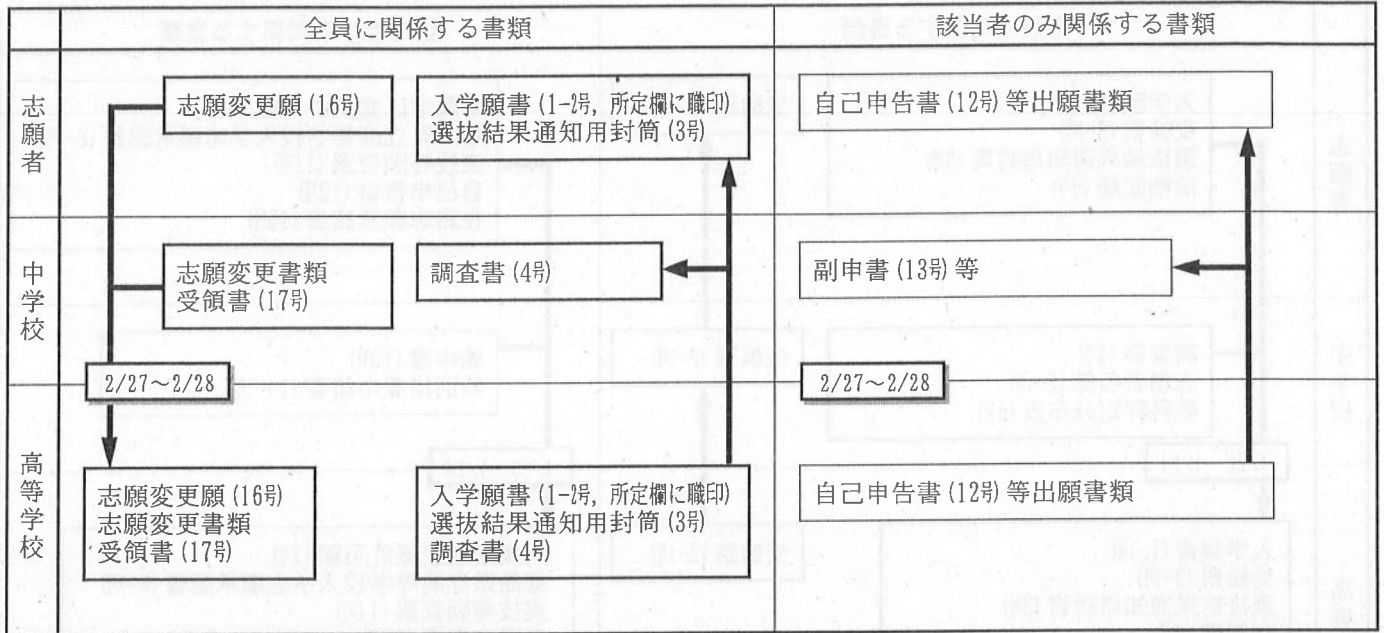 全員に関係する書類
該当者のみ関係する書類
志願者
志願変更願(16号)
入学願書(1-2号, 所定欄に職印)
選抜結果通知用封筒(3号)
自己申告書(12号)等出願書類
中学校
志願変更書類
受領書(17号)
調査書(4号)
副申書(13号)等
2/27～2/28
2/27～2/28
高等学校
志願変更願(16号)
志願変更書類
受領書(17号)
入学願書(1-2号, 所定欄に職印)
選抜結果通知用封筒(3号)
調査書(4号)
自己申告書(12号)等出願書類